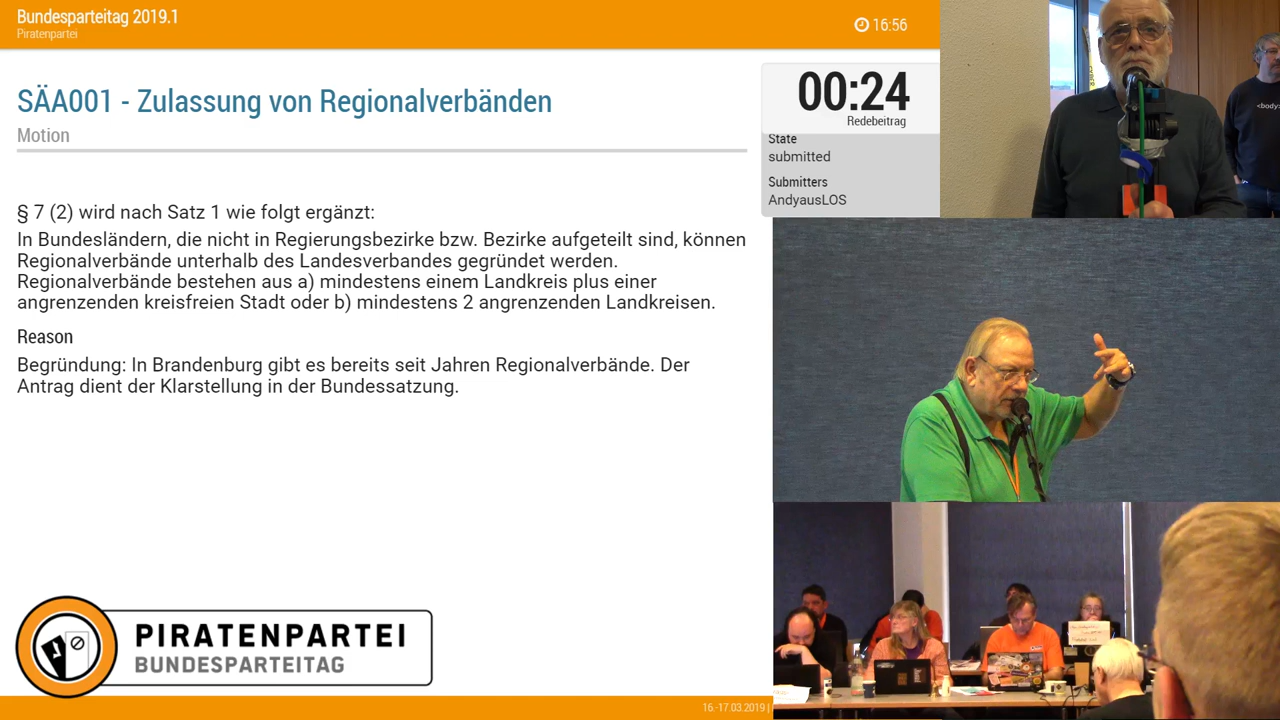 Bundesparteitag 2019.1
Piratenpartei
16:56
SÄA001 - Zulassung von Regionalverbänden
Motion
00:24
Redebeitrag
State
submitted
Submitters
AndyausLOS
§ 7 (2) wird nach Satz 1 wie folgt ergänzt:
In Bundesländern, die nicht in Regierungsbezirke bzw. Bezirke aufgeteilt sind, können
Regionalverbände unterhalb des Landesverbandes gegründet werden.
Regionalverbände bestehen aus a) mindestens einem Landkreis plus einer
angrenzenden kreisfreien Stadt oder b) mindestens 2 angrenzenden Landkreisen.
Reason
Begründung: In Brandenburg gibt es bereits seit Jahren Regionalverbände. Der
Antrag dient der Klarstellung in der Bundessatzung.
PIRATENPARTEI
BUNDESPARTEITAG
16.-17.03.2019 |
<body>